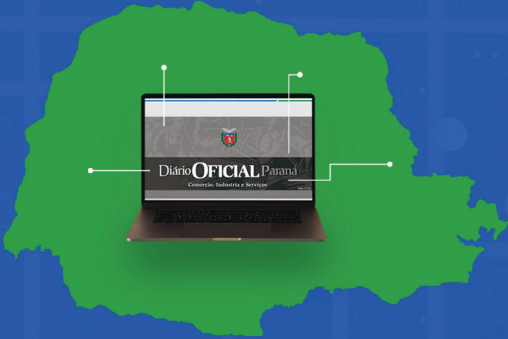 Diário OFICIAL Paraná
Comércio, Indústria e Serviços